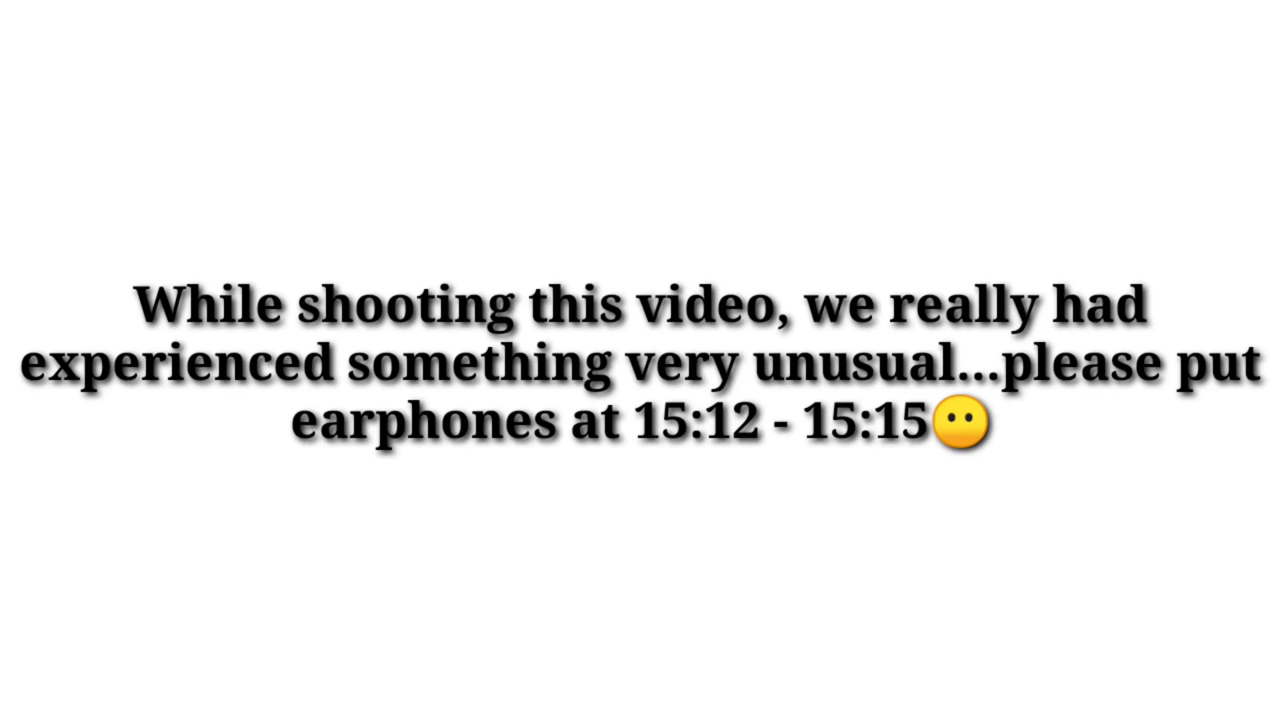 While shooting this video, we really had
experienced something very unusual...please put
earphones at 15:12 - 15:15😶